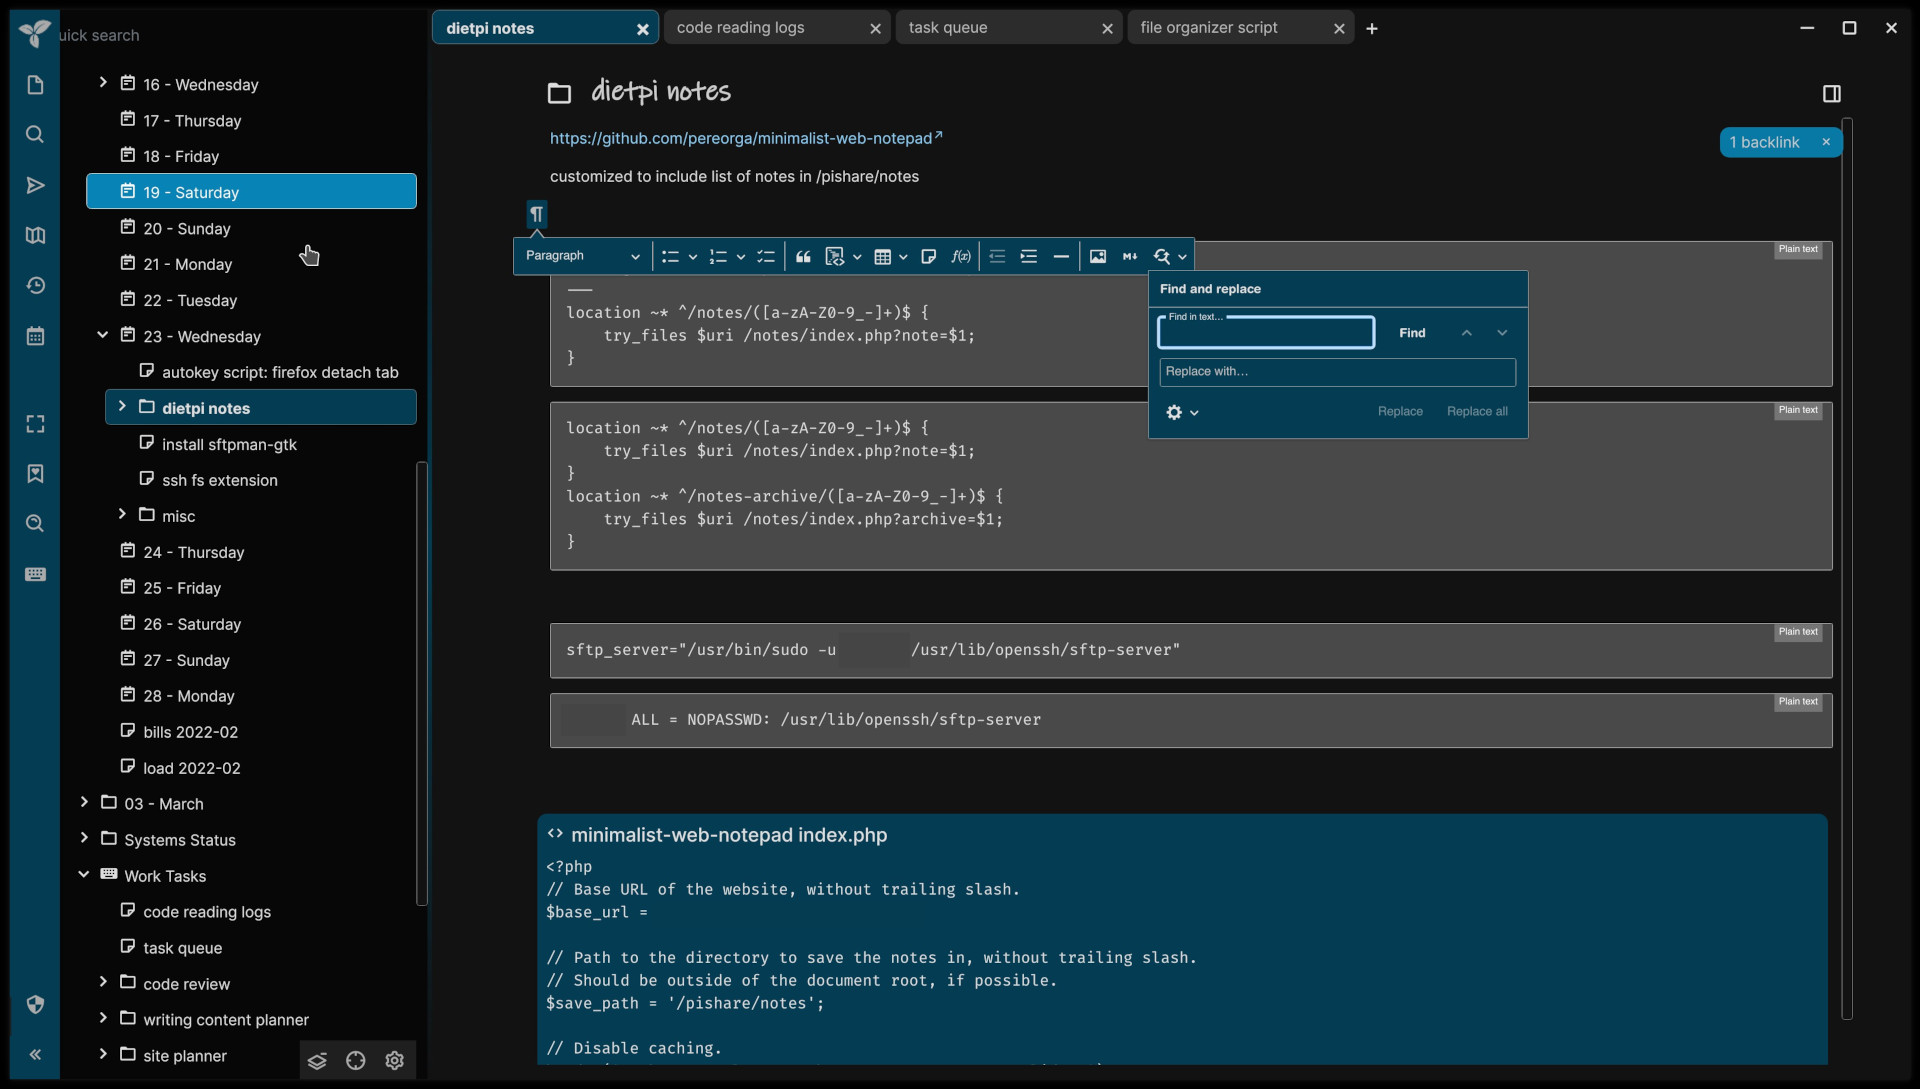 uick search
16 - Wednesday
17 - Thursday
18 - Friday
19 - Saturday
20 - Sunday
21 - Monday
22 - Tuesday
23 - Wednesday
autokey script: firefox detach tab
dietpi notes
install sftpman-gtk
ssh fs extension
misc
24 - Thursday
25 - Friday
26 - Saturday
27 - Sunday
28 - Monday
bills 2022-02
load 2022-02
03 - March
Systems Status
Work Tasks
code reading logs
task queue
code review
writing content planner
site planner
dietpi notes
code reading logs
task queue
file organizer script
dietpi notes
https://github.com/pereorga/minimalist-web-notepad
1 backlink
customized to include list of notes in /pishare/notes
¶
Paragraph
f(x)
M↓
Plain text
location ~* ^/notes/([a-zA-Z0-9_-]+)$ {
    try_files $uri /notes/index.php?note=$1;
}
Find and replace
Find in text...
Find
Replace with...
Replace
Replace all
Plain text
location ~* ^/notes/([a-zA-Z0-9_-]+)$ {
    try_files $uri /notes/index.php?note=$1;
}
location ~* ^/notes-archive/([a-zA-Z0-9_-]+)$ {
    try_files $uri /notes/index.php?archive=$1;
}
Plain text
sftp_server="/usr/bin/sudo -u /usr/lib/openssh/sftp-server"
Plain text
ALL = NOPASSWD: /usr/lib/openssh/sftp-server
<> minimalist-web-notepad index.php
<?php
// Base URL of the website, without trailing slash.
$base_url =
// Path to the directory to save the notes in, without trailing slash.
// Should be outside of the document root, if possible.
$save_path = '/pishare/notes';
// Disable caching.